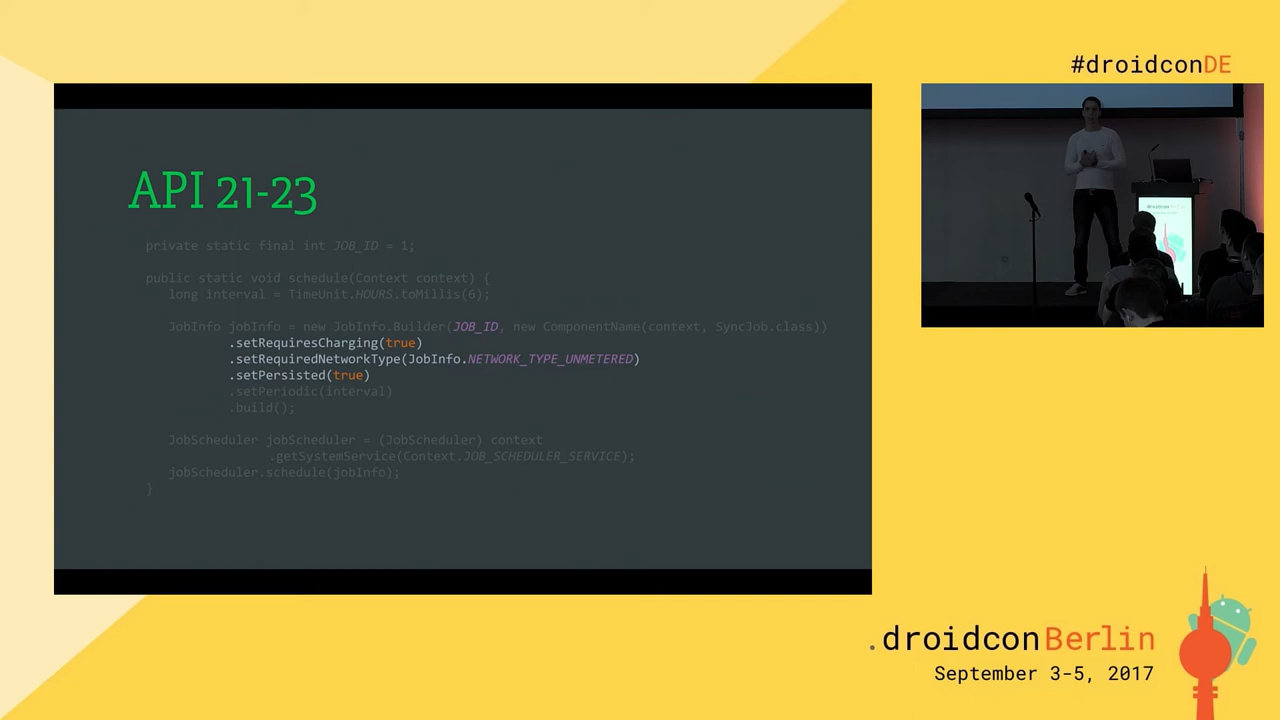 #droidconDE
API 21-23
private static final int JOB_ID = 1;
public static void schedule(Context context) {
long interval = TimeUnit.HOURS.toMillis(6);
JobInfo jobInfo = new JobInfo.Builder(JOB_ID, new ComponentName(context, SyncJob.class))
.setRequiresCharging(true)
.setRequiredNetworkType(JobInfo.NETWORK_TYPE_UNMETERED)
.setPersisted(true)
.setPeriodic(interval)
.build();
JobScheduler jobScheduler = (JobScheduler) context
.getSystemService(Context.JOB_SCHEDULER_SERVICE);
jobScheduler.schedule(jobInfo);
}
.droidconBerlin
September 3-5, 2017